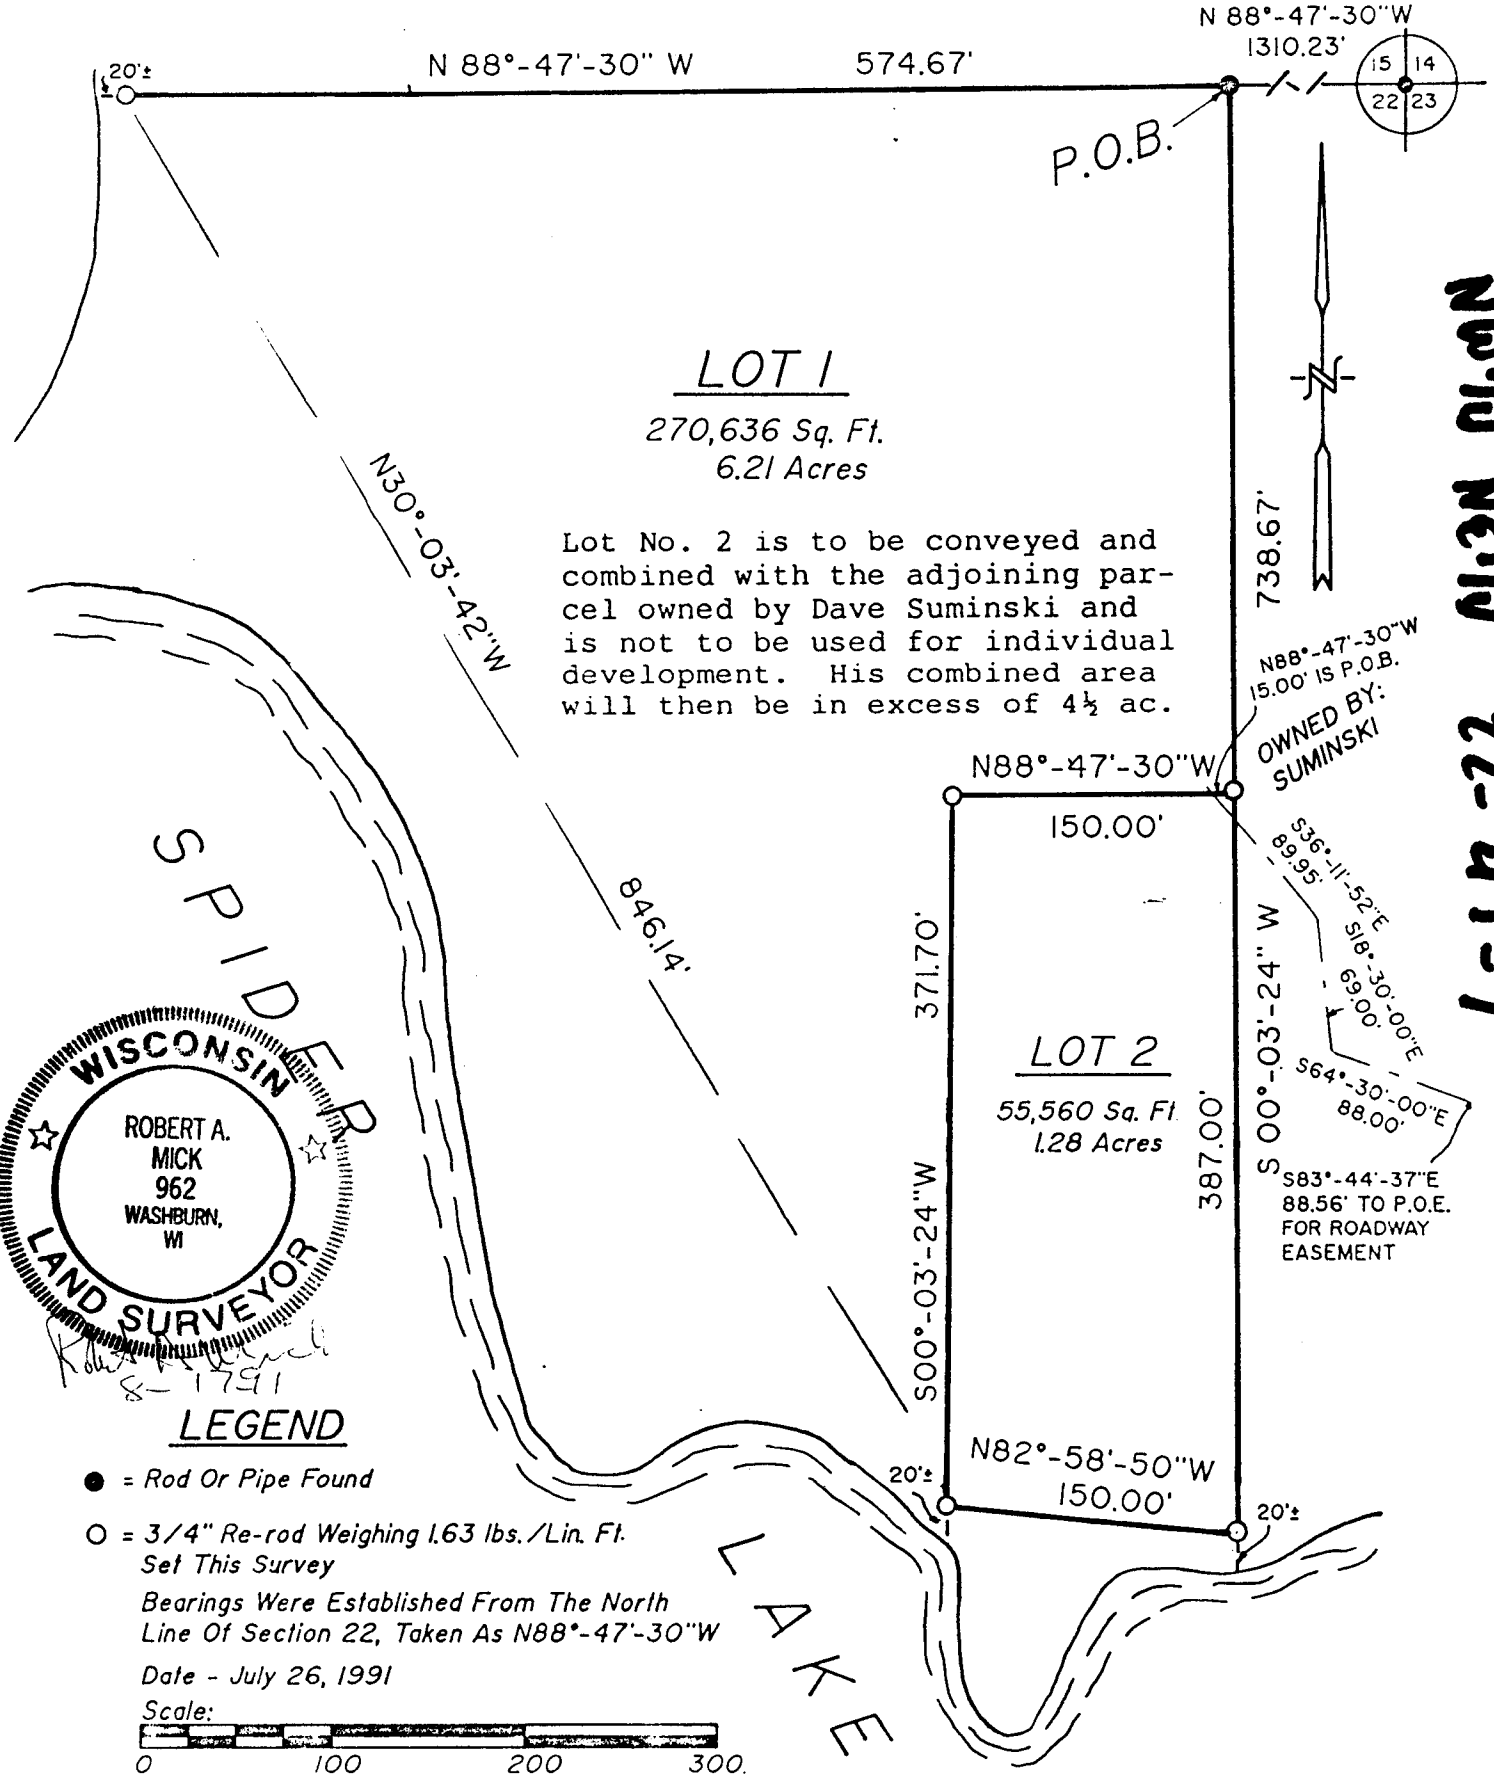 N 88°-47'-30" W
1310.23'
20'±
N 88°-47'-30" W
574.67'
15 14
22 23
P.O.B.
LOT 1
270,636 Sq. Ft.
6.21 Acres
N
N30°-03'-42"W
846.14'
738.67'
Lot No. 2 is to be conveyed and
combined with the adjoining par-
cel owned by Dave Suminski and
is not to be used for individual
development. His combined area
will then be in excess of 4½ ac.
N88°-47'-30"W
15.00' IS P.O.B.
OWNED BY:
SUMINSKI
N88°-47'-30"W
150.00'
S36°-11'-52"E
89.95'
S18°-30'-00"E
69.00'
S64°-30'-00"E
88.00'
S83°-44'-37"E
88.56' TO P.O.E.
FOR ROADWAY
EASEMENT
371.70'
S00°-03'-24"W
LOT 2
55,560 Sq. Ft.
1.28 Acres
387.00'
S 00°-03'-24" W
N82°-58'-50"W
150.00'
20'±
20'±
SPIDER
LAKE
WISCONSIN
ROBERT A.
MICK
962
WASHBURN,
WI
LAND SURVEYOR
LEGEND
= Rod Or Pipe Found
= 3/4" Re-rod Weighing 1.63 lbs./Lin. Ft.
Set This Survey
Bearings Were Established From The North
Line Of Section 22, Taken As N88°-47'-30"W
Date - July 26, 1991
Scale:
0 100 200 300